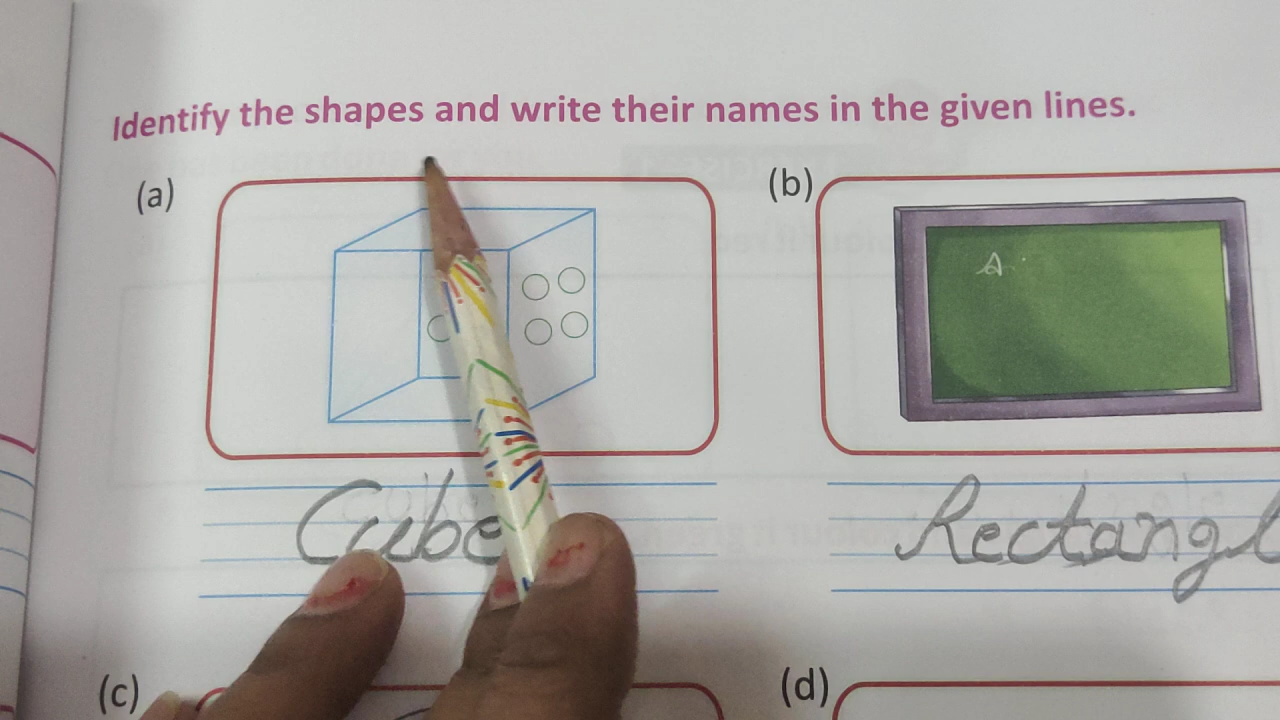 Identify the shapes and write their names in the given lines.
(a) (b)
A
Cube Rectangl
(c) (d)